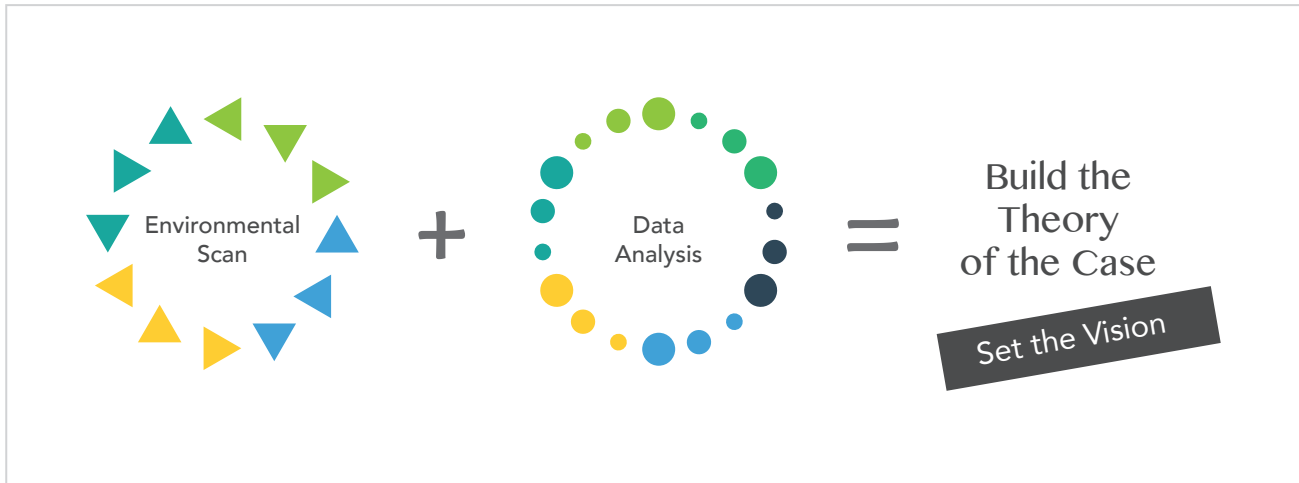 Environmental
Scan
+
Data
Analysis
=
Build the
Theory
of the Case
Set the Vision